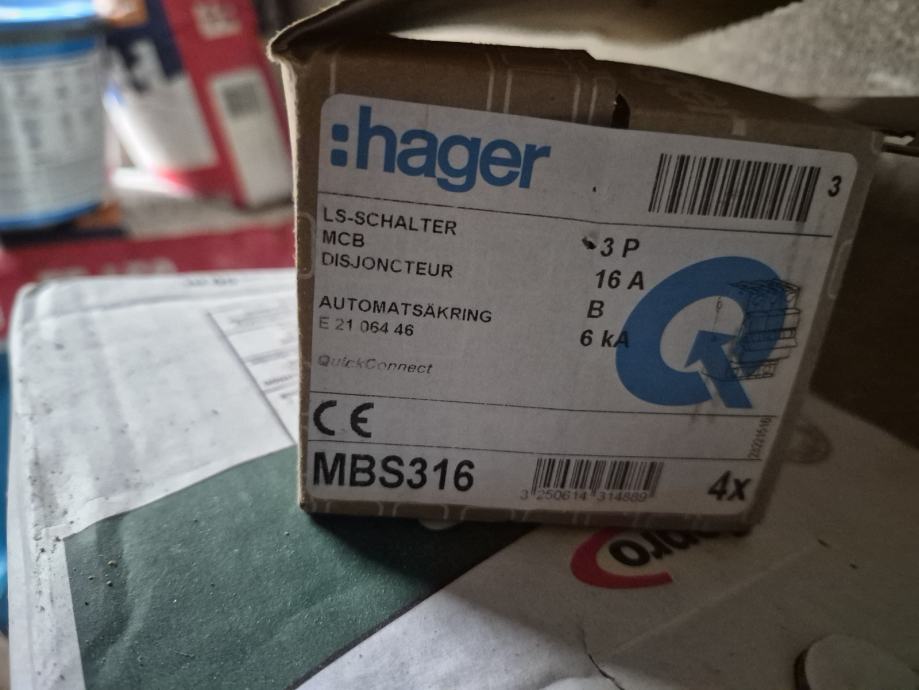 :hager
3
LS-SCHALTER
MCB
DISJONCTEUR
3 P
16 A
AUTOMATSÄKRING
B
E 21 064 46
6 kA
QuickConnect
CE
MBS316
3 250614 314889
4x
pro